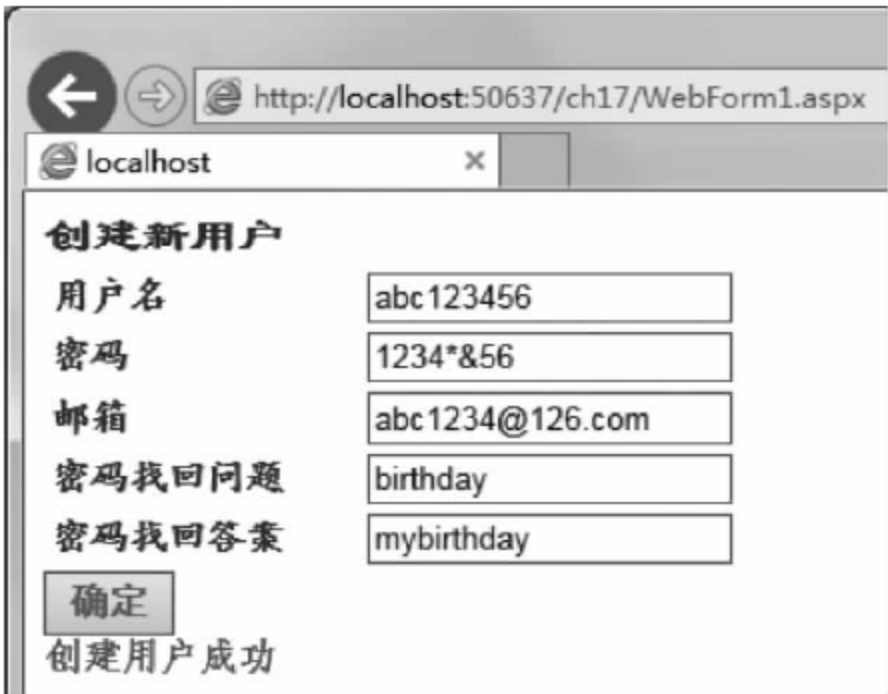 http://localhost:50637/ch17/WebForm1.aspx
localhost ×
创建新用户
用户名 abc123456
密码 1234*&56
邮箱 abc1234@126.com
密码找回问题 birthday
密码找回答案 mybirthday
确定
创建用户成功